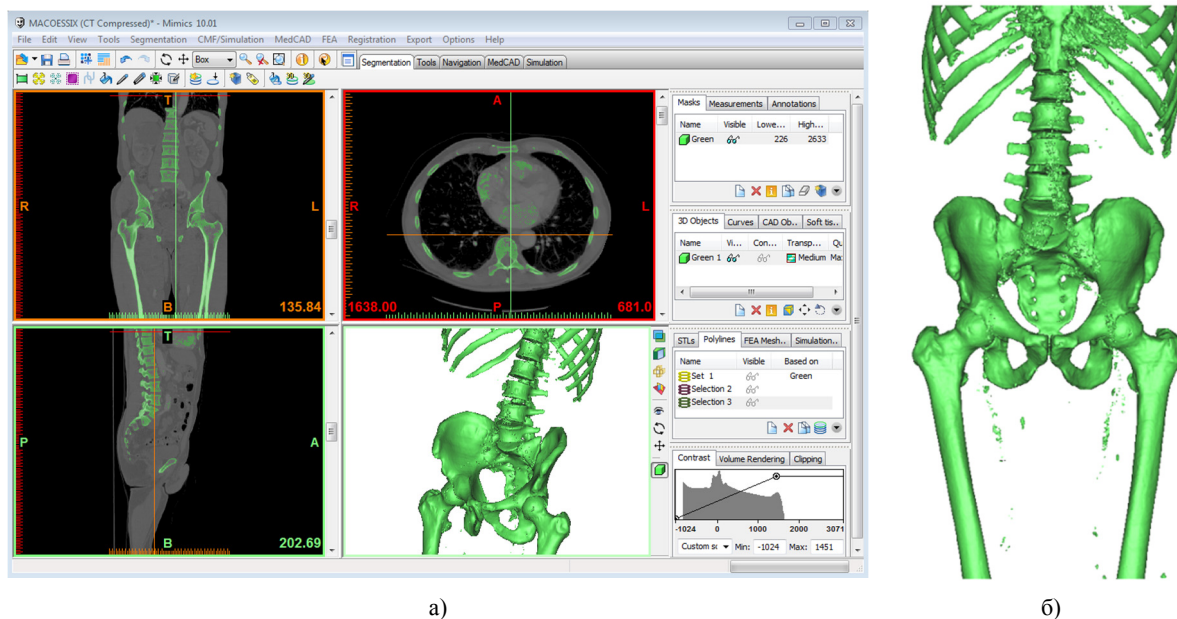 MACOESSIX (CT Compressed)* - Mimics 10.01
File Edit View Tools Segmentation CMF/Simulation MedCAD FEA Registration Export Options Help
Box Segmentation Tools Navigation MedCAD Simulation
T
R
L
B
135.84
A
R
L
1638.00
P
681.0
T
P
A
B
202.69
Masks Measurements Annotations
Name Visible Lowe... High...
Green 226 2633
3D Objects Curves CAD Ob.. Soft tis..
Name Vi... Con... Transp... Qu
Green 1 Medium Ma:
STLs Polylines FEA Mesh.. Simulation..
Name Visible Based on
Set 1 Green
Selection 2
Selection 3
Contrast Volume Rendering Clipping
-1024 0 1000 2000 3071
Custom sc Min: -1024 Max: 1451
а)
б)